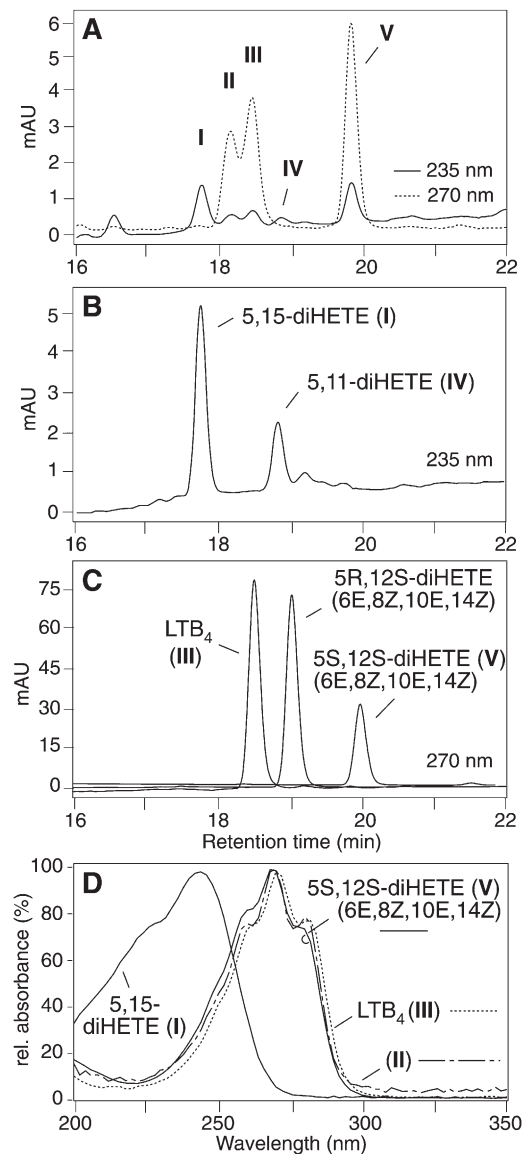 A
mAU
6
5
4
3
2
1
0
I
II
III
IV
V
235 nm
270 nm
16
18
20
22
B
mAU
5
4
3
2
1
0
5,15-diHETE (I)
5,11-diHETE (IV)
235 nm
16
18
20
22
C
mAU
75
60
45
30
15
0
LTB4
(III)
5R,12S-diHETE
(6E,8Z,10E,14Z)
5S,12S-diHETE (V)
(6E,8Z,10E,14Z)
270 nm
16
18
20
22
Retention time (min)
D
rel. absorbance (%)
100
80
60
40
20
0
5,15-
diHETE (I)
5S,12S-diHETE (V)
(6E,8Z,10E,14Z)
LTB4 (III)
(II)
200
250
300
350
Wavelength (nm)